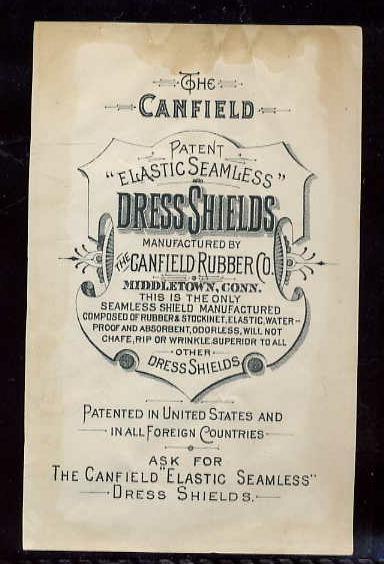 The
CANFIELD
PATENT
"ELASTIC SEAMLESS"
AND
DRESS SHIELDS
MANUFACTURED BY
THE CANFIELD RUBBER CO.
MIDDLETOWN, CONN.
THIS IS THE ONLY
SEAMLESS SHIELD MANUFACTURED
COMPOSED OF RUBBER & STOCKINET, ELASTIC, WATER-
PROOF AND ABSORBENT, ODORLESS, WILL NOT
CHAFE, RIP OR WRINKLE. SUPERIOR TO ALL
OTHER
DRESS SHIELDS
PATENTED IN UNITED STATES AND
IN ALL FOREIGN COUNTRIES
ASK FOR
THE CANFIELD "ELASTIC SEAMLESS"
DRESS SHIELDS.